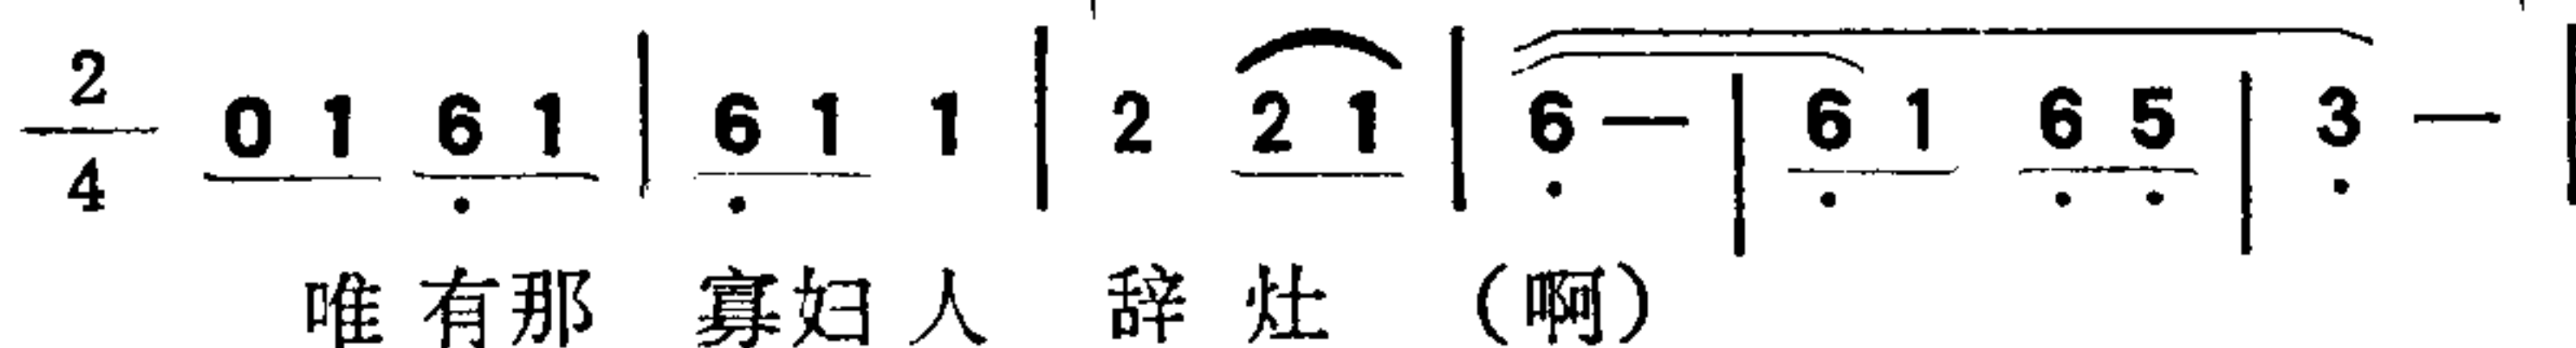 2/4 0 1 6̣ 1 | 6̣ 1 1 | 2 2 1 | 6̣ — | 6̣ 1 6̣ 5̣ | 3̣ — |
唯 有那 寡妇 人 辞 灶 (啊)